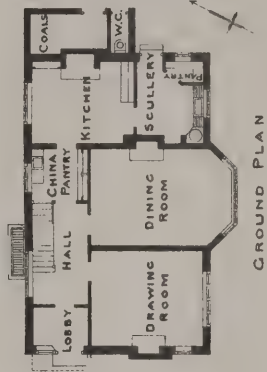 COALS
W.C.
KITCHEN
SCULLERY
PANTRY
CHINA
PANTRY
HALL
DINING
ROOM
LOBBY
DRAWING
ROOM
GROUND PLAN